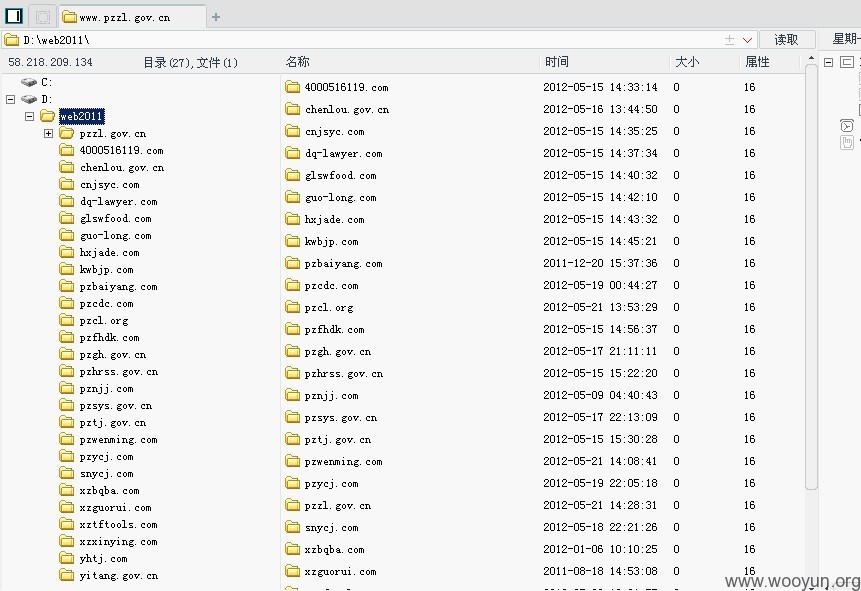 www.pzzl.gov.cn
D:\web2011\ 读取 星期一
58.218.209.134 目录(27),文件(1) 名称 时间 大小 属性
C:
D:
web2011
pzzl.gov.cn
4000516119.com
chenlou.gov.cn
cnjsyc.com
dq-lawyer.com
glswfood.com
guo-long.com
hxjade.com
kwbjp.com
pzbaiyang.com
pzcdc.com
pzcl.org
pzfhdk.com
pzgh.gov.cn
pzhrss.gov.cn
pznjj.com
pzsys.gov.cn
pztj.gov.cn
pzwenming.com
pzycj.com
snycj.com
xzbqba.com
xzguorui.com
xztftools.com
xzxinying.com
yhtj.com
yitang.gov.cn
4000516119.com 2012-05-15 14:33:14 0 16
chenlou.gov.cn 2012-05-16 13:44:50 0 16
cnjsyc.com 2012-05-15 14:35:25 0 16
dq-lawyer.com 2012-05-15 14:37:34 0 16
glswfood.com 2012-05-15 14:40:32 0 16
guo-long.com 2012-05-15 14:42:10 0 16
hxjade.com 2012-05-15 14:43:32 0 16
kwbjp.com 2012-05-15 14:45:21 0 16
pzbaiyang.com 2011-12-20 15:37:36 0 16
pzcdc.com 2012-05-19 00:44:27 0 16
pzcl.org 2012-05-21 13:53:29 0 16
pzfhdk.com 2012-05-15 14:56:37 0 16
pzgh.gov.cn 2012-05-17 21:11:11 0 16
pzhrss.gov.cn 2012-05-15 15:22:20 0 16
pznjj.com 2012-05-09 04:40:43 0 16
pzsys.gov.cn 2012-05-17 22:13:09 0 16
pztj.gov.cn 2012-05-15 15:30:28 0 16
pzwenming.com 2012-05-21 14:08:41 0 16
pzycj.com 2012-05-19 22:05:18 0 16
pzzl.gov.cn 2012-05-21 14:28:31 0 16
snycj.com 2012-05-18 22:21:26 0 16
xzbqba.com 2012-01-06 10:10:25 0 16
xzguorui.com 2011-08-18 14:53:08 0 16
www.wooyun.org